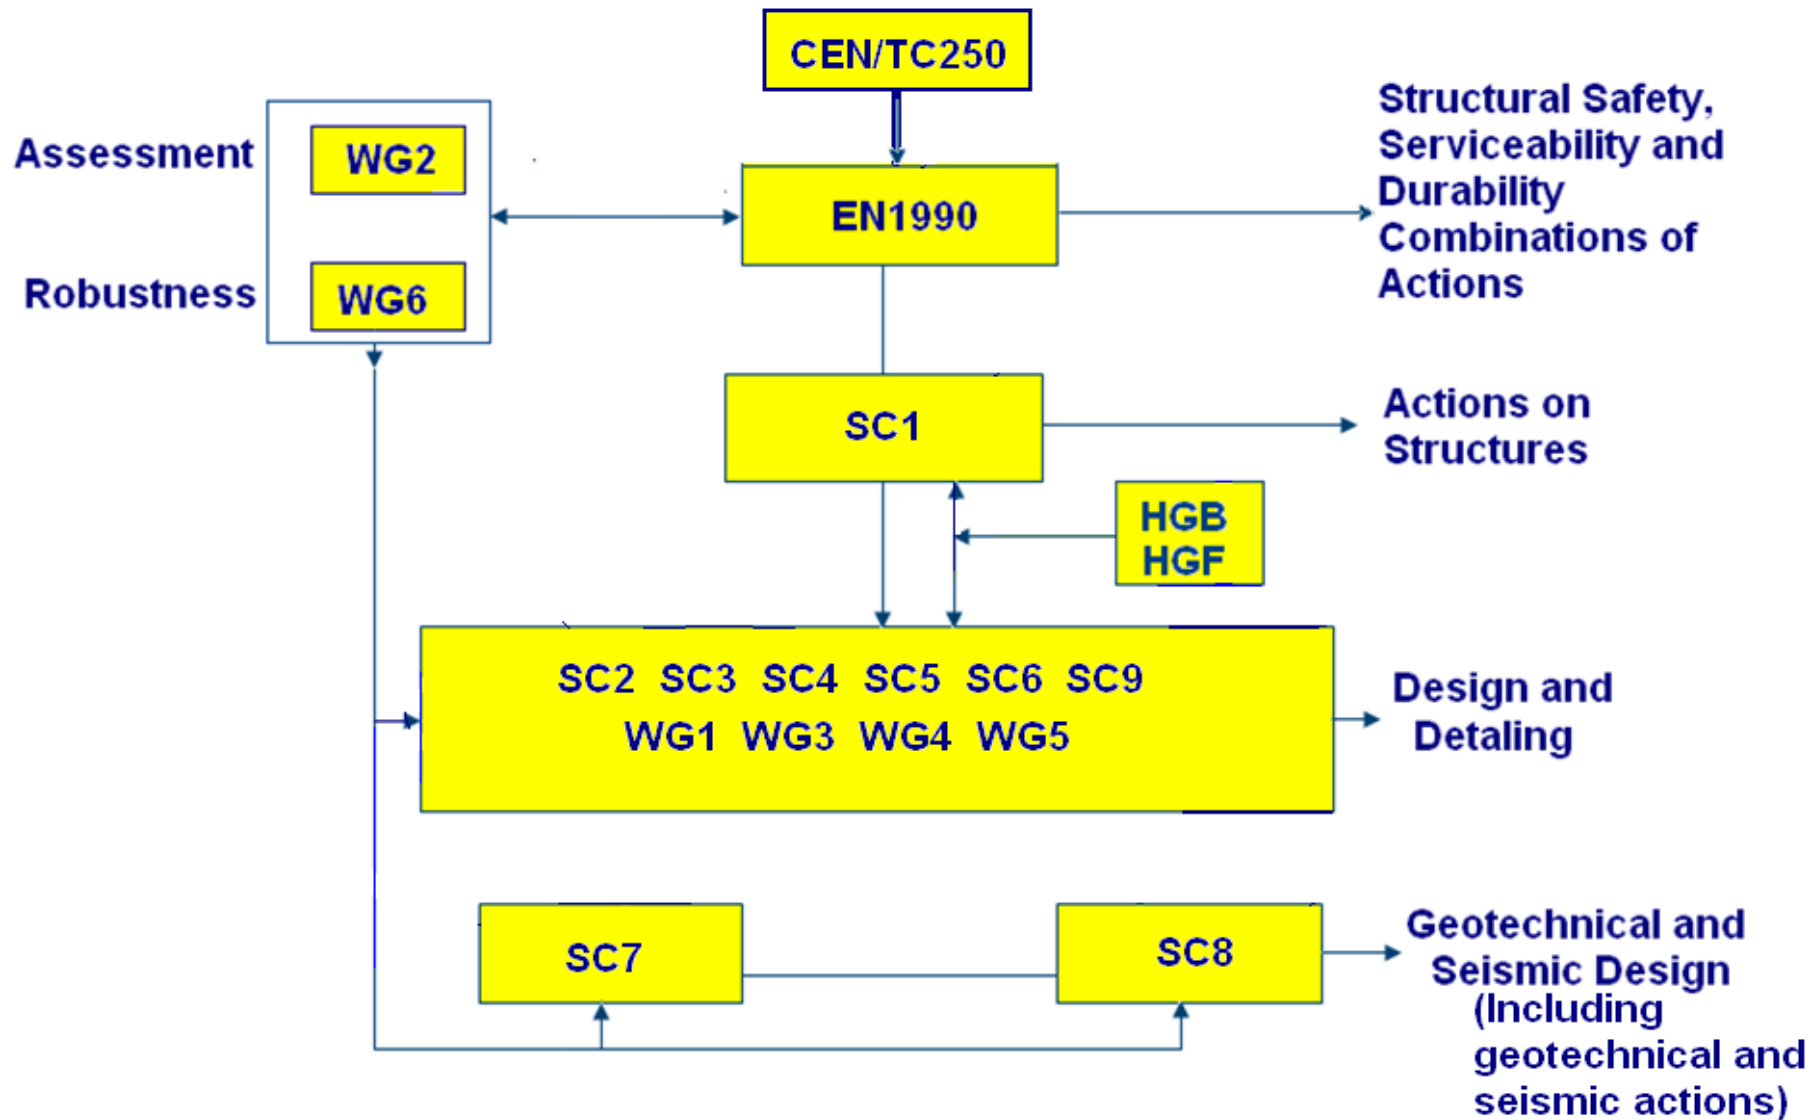 CEN/TC250
Assessment
WG2
Robustness
WG6
EN1990
Structural Safety,
Serviceability and
Durability
Combinations of
Actions
SC1
Actions on
Structures
HGB
HGF
SC2 SC3 SC4 SC5 SC6 SC9
WG1 WG3 WG4 WG5
Design and
Detaling
SC7
SC8
Geotechnical and
Seismic Design
(Including
geotechnical and
seismic actions)